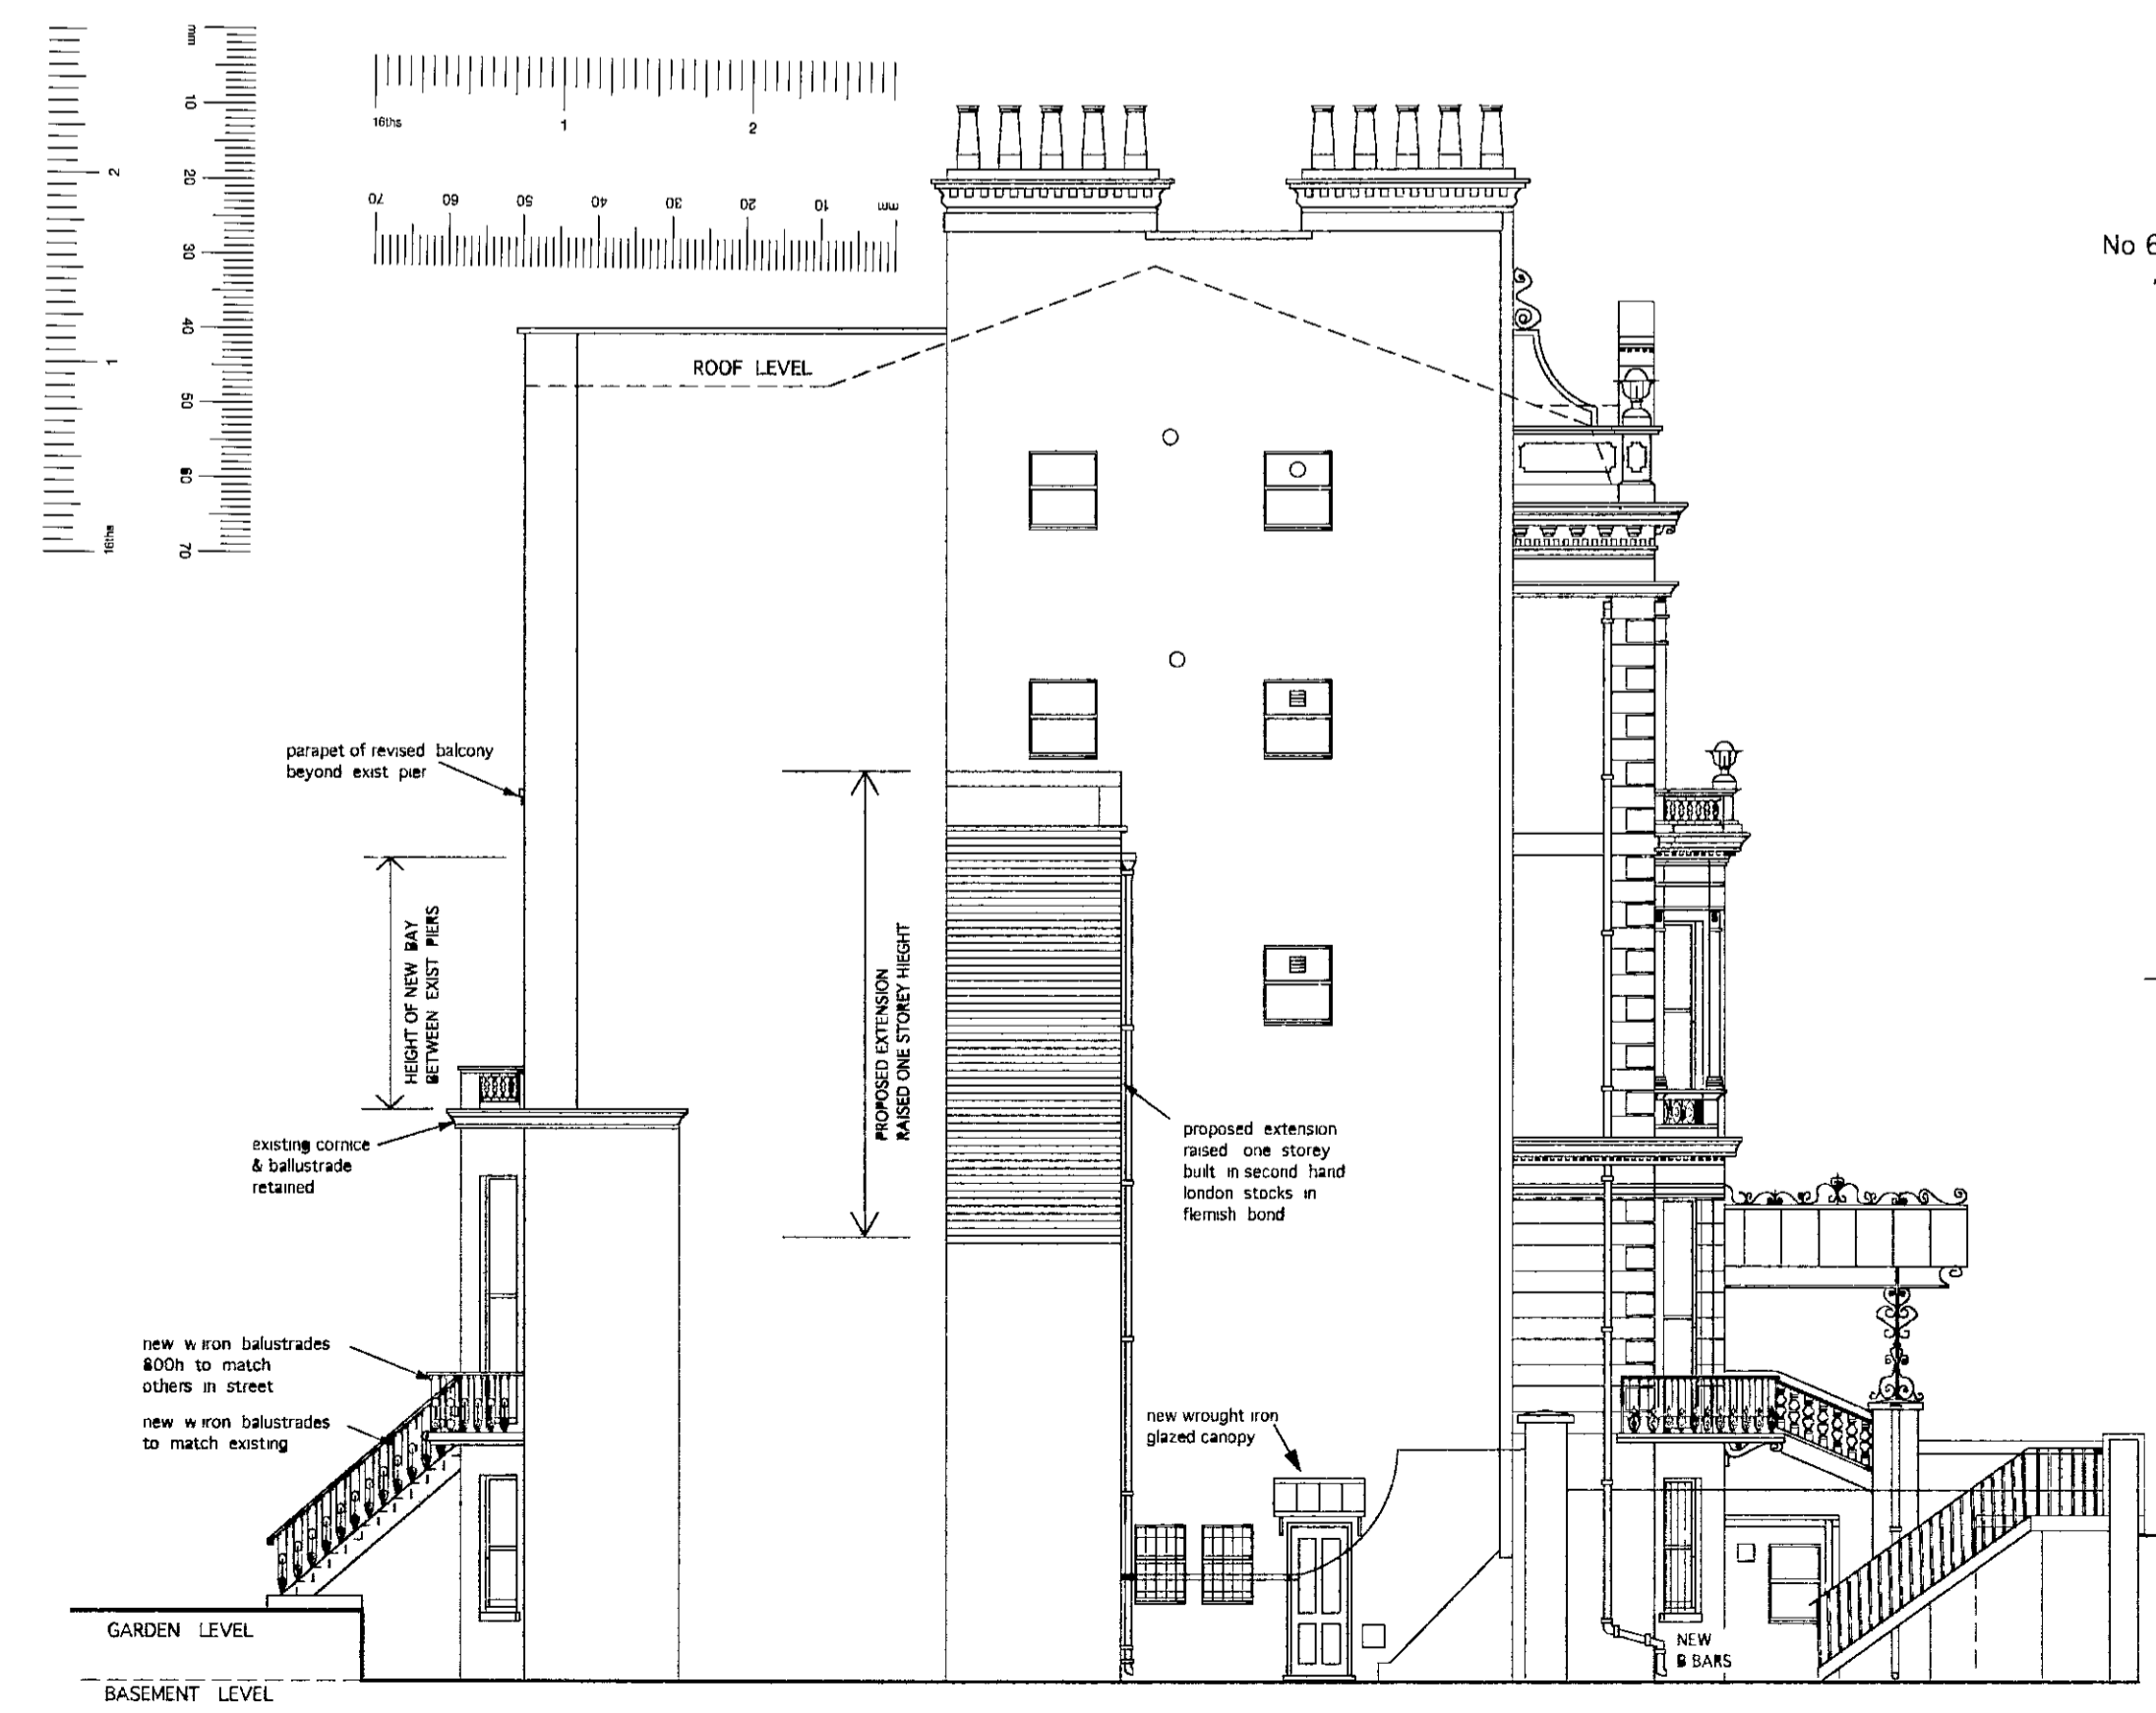 mm
10
20
30
40
50
60
70
2
1
16ths
16ths
1
2
70
60
50
40
30
20
10
mm
No 6
ROOF LEVEL
parapet of revised balcony
beyond exist pier
HEIGHT OF NEW BAY
BETWEEN EXIST PIERS
PROPOSED EXTENSION
RAISED ONE STOREY HIEGHT
existing cornice
& ballustrade
retained
proposed extension
raised one storey
built in second hand
london stocks in
flemish bond
new w iron balustrades
800h to match
others in street
new w iron balustrades
to match existing
new wrought iron
glazed canopy
GARDEN LEVEL
BASEMENT LEVEL
NEW
B BARS